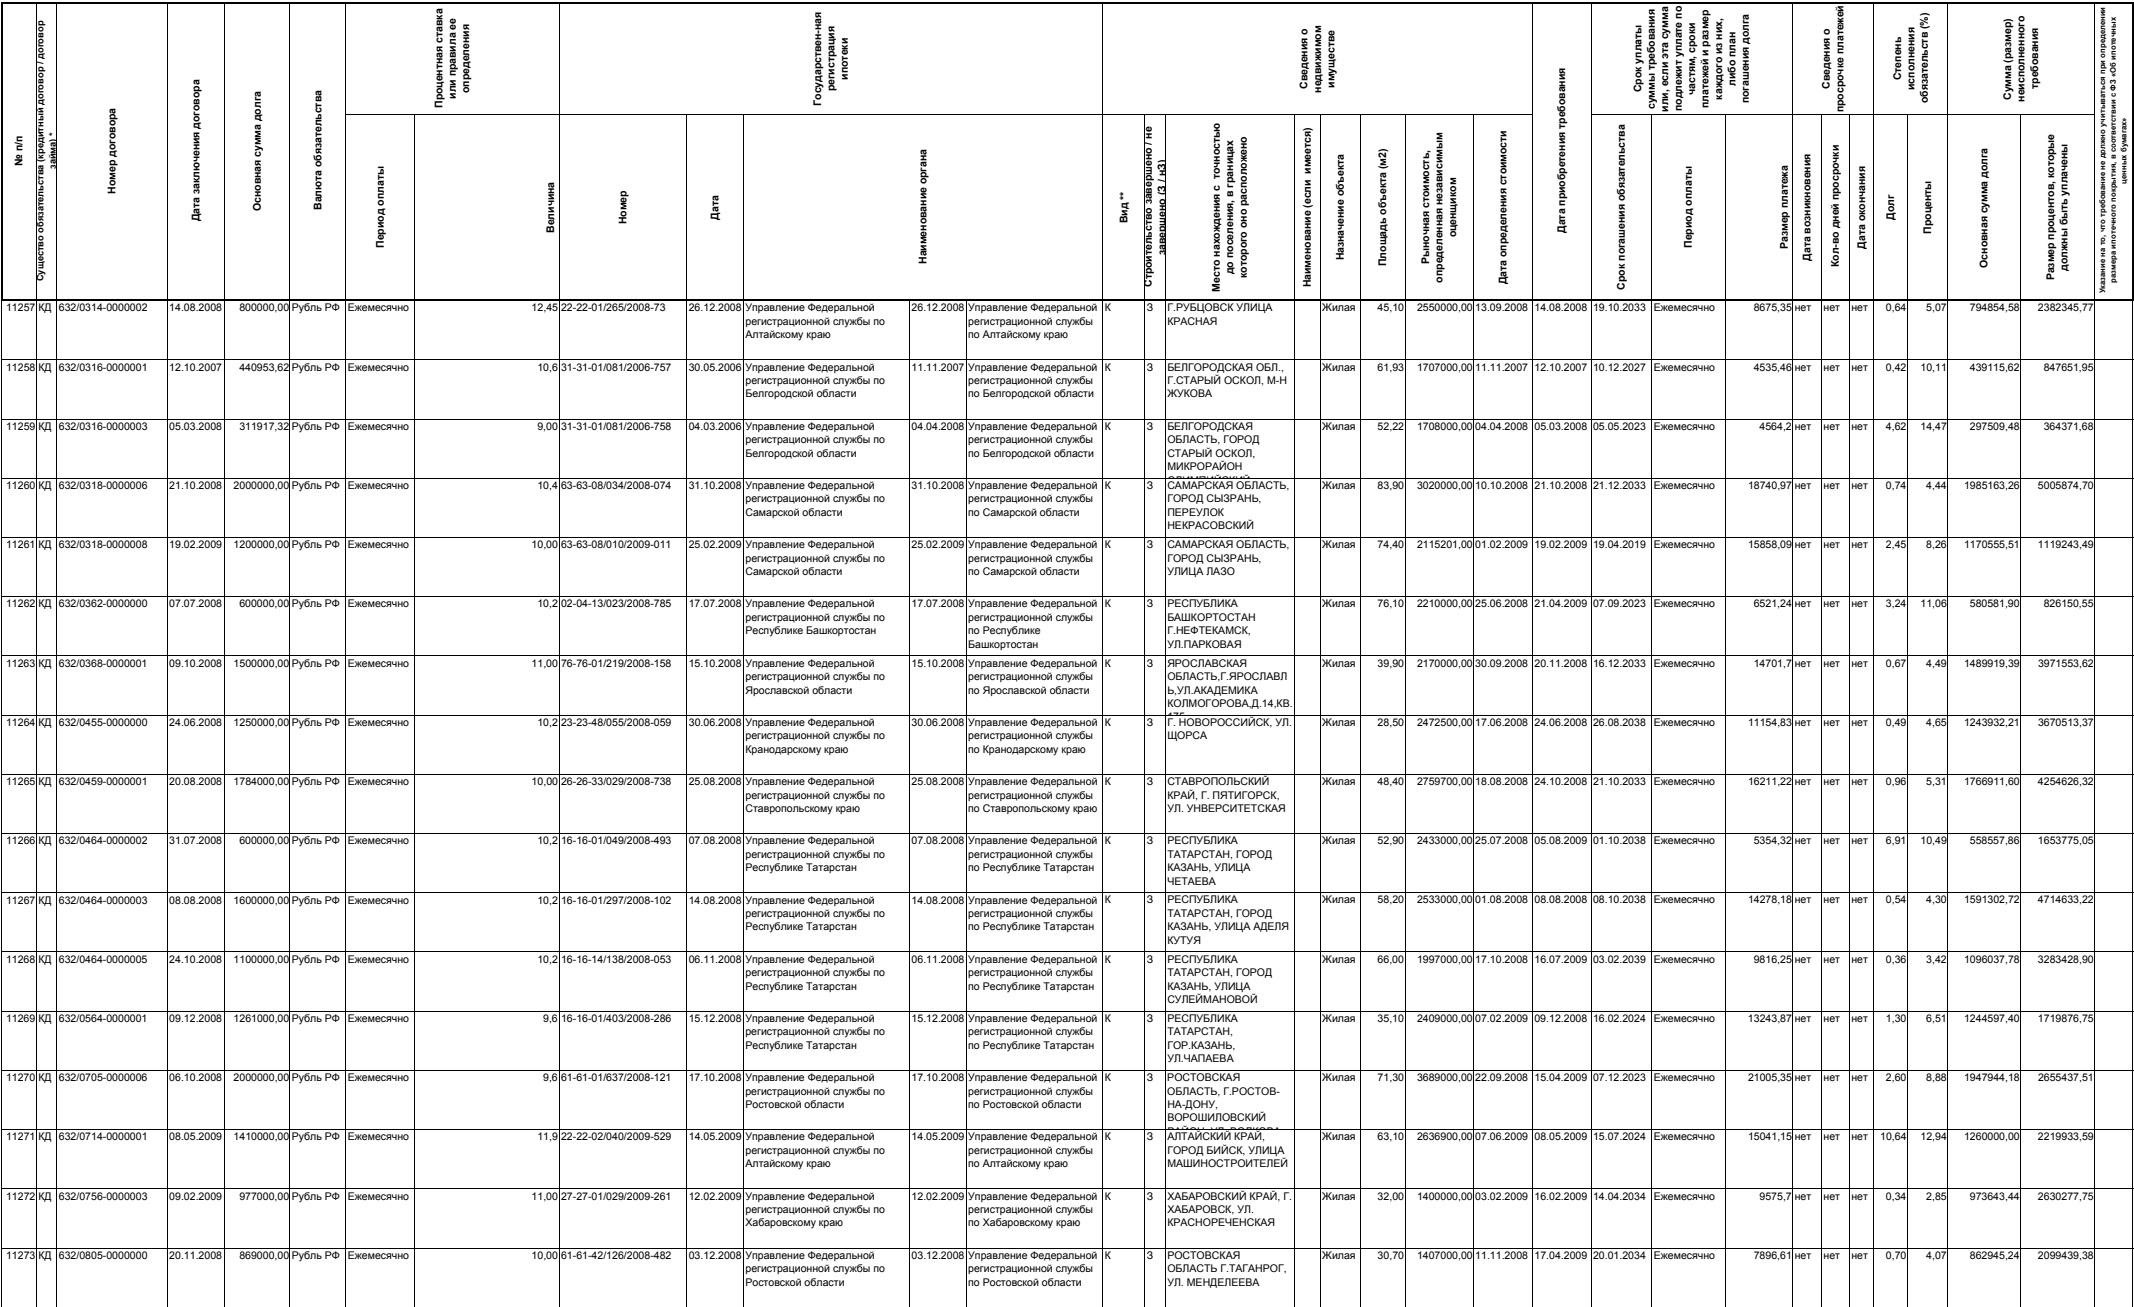 № п/п
Существо обязательства (кредитный договор / договор займа) *
Номер договора
Дата заключения договора
Основная сумма долга
Валюта обязательства
Процентная ставка или правила ее определения
Период оплаты
Величина
Государствен-ная регистрация ипотеки
Номер
Дата
Наименование органа
Сведения о недвижимом имуществе
Вид **
Строительство завершено / не завершено (З / нЗ)
Место нахождения с точностью до поселения, в границах которого оно расположено
Наименование (если имеется)
Назначение объекта
Площадь объекта (м2)
Рыночная стоимость, определенная независимым оценщиком
Дата определения стоимости
Дата приобретения требования
Срок уплаты суммы требования или, если эта сумма подлежит уплате по частям, сроки платежей и размер каждого из них, либо план погашения долга
Срок погашения обязательства
Период оплаты
Размер платежа
Сведения о просрочке платежей
Дата возникновения
Кол-во дней просрочки
Дата окончания
Степень исполнения обязательств (%)
Долг
Проценты
Сумма (размер) неисполненного требования
Основная сумма долга
Размер процентов, которые должны быть уплачены
Указание на то, что требование не должно учитываться при определении размера ипотечного покрытия, в соответствии с ФЗ «Об ипотечных ценных бумагах»
11257 КД 632/0314-0000002 14.08.2008 800000,00 Рубль РФ Ежемесячно 12,45 22-22-01/265/2008-73 26.12.2008 Управление Федеральной регистрационной службы по Алтайскому краю 26.12.2008 Управление Федеральной регистрационной службы по Алтайскому краю К З Г.РУБЦОВСК УЛИЦА КРАСНАЯ Жилая 45,10 2550000,00 13.09.2008 14.08.2008 19.10.2033 Ежемесячно 8675,35 нет нет нет 0,64 5,07 794854,58 2382345,77
11258 КД 632/0316-0000001 12.10.2007 440953,62 Рубль РФ Ежемесячно 10,6 31-31-01/081/2006-757 30.05.2006 Управление Федеральной регистрационной службы по Белгородской области 11.11.2007 Управление Федеральной регистрационной службы по Белгородской области К З БЕЛГОРОДСКАЯ ОБЛ., Г.СТАРЫЙ ОСКОЛ, М-Н ЖУКОВА Жилая 61,93 1707000,00 11.11.2007 12.10.2007 10.12.2027 Ежемесячно 4535,46 нет нет нет 0,42 10,11 439115,62 847651,95
11259 КД 632/0316-0000003 05.03.2008 311917,32 Рубль РФ Ежемесячно 9,00 31-31-01/081/2006-758 04.03.2006 Управление Федеральной регистрационной службы по Белгородской области 04.04.2008 Управление Федеральной регистрационной службы по Белгородской области К З БЕЛГОРОДСКАЯ ОБЛАСТЬ, ГОРОД СТАРЫЙ ОСКОЛ, МИКРОРАЙОН Жилая 52,22 1708000,00 04.04.2008 05.03.2008 05.05.2023 Ежемесячно 4564,2 нет нет нет 4,62 14,47 297509,48 364371,68
11260 КД 632/0318-0000006 21.10.2008 2000000,00 Рубль РФ Ежемесячно 10,4 63-63-08/034/2008-074 31.10.2008 Управление Федеральной регистрационной службы по Самарской области 31.10.2008 Управление Федеральной регистрационной службы по Самарской области К З САМАРСКАЯ ОБЛАСТЬ, ГОРОД СЫЗРАНЬ, ПЕРЕУЛОК НЕКРАСОВСКИЙ Жилая 83,90 3020000,00 10.10.2008 21.10.2008 21.12.2033 Ежемесячно 18740,97 нет нет нет 0,74 4,44 1985163,26 5005874,70
11261 КД 632/0318-0000008 19.02.2009 1200000,00 Рубль РФ Ежемесячно 10,00 63-63-08/010/2009-011 25.02.2009 Управление Федеральной регистрационной службы по Самарской области 25.02.2009 Управление Федеральной регистрационной службы по Самарской области К З САМАРСКАЯ ОБЛАСТЬ, ГОРОД СЫЗРАНЬ, УЛИЦА ЛАЗО Жилая 74,40 2115201,00 01.02.2009 19.02.2009 19.04.2019 Ежемесячно 15858,09 нет нет нет 2,45 8,26 1170555,51 1119243,49
11262 КД 632/0362-0000000 07.07.2008 600000,00 Рубль РФ Ежемесячно 10,2 02-04-13/023/2008-785 17.07.2008 Управление Федеральной регистрационной службы по Республике Башкортостан 17.07.2008 Управление Федеральной регистрационной службы по Республике Башкортостан К З РЕСПУБЛИКА БАШКОРТОСТАН Г.НЕФТЕКАМСК, УЛ.ПАРКОВАЯ Жилая 76,10 2210000,00 25.06.2008 21.04.2009 07.09.2023 Ежемесячно 6521,24 нет нет нет 3,24 11,06 580581,90 826150,55
11263 КД 632/0368-0000001 09.10.2008 1500000,00 Рубль РФ Ежемесячно 11,00 76-76-01/219/2008-158 15.10.2008 Управление Федеральной регистрационной службы по Ярославской области 15.10.2008 Управление Федеральной регистрационной службы по Ярославской области К З ЯРОСЛАВСКАЯ ОБЛАСТЬ,Г.ЯРОСЛАВЛ Ь,УЛ.АКАДЕМИКА КОЛМОГОРОВА,Д.14,КВ. Жилая 39,90 2170000,00 30.09.2008 20.11.2008 16.12.2033 Ежемесячно 14701,7 нет нет нет 0,67 4,49 1489919,39 3971553,62
11264 КД 632/0455-0000000 24.06.2008 1250000,00 Рубль РФ Ежемесячно 10,2 23-23-48/055/2008-059 30.06.2008 Управление Федеральной регистрационной службы по Кранодарскому краю 30.06.2008 Управление Федеральной регистрационной службы по Кранодарскому краю К З Г. НОВОРОССИЙСК, УЛ. ЩОРСА Жилая 28,50 2472500,00 17.06.2008 24.06.2008 26.08.2038 Ежемесячно 11154,83 нет нет нет 0,49 4,65 1243932,21 3670513,37
11265 КД 632/0459-0000001 20.08.2008 1784000,00 Рубль РФ Ежемесячно 10,00 26-26-33/029/2008-738 25.08.2008 Управление Федеральной регистрационной службы по Ставропольскому краю 25.08.2008 Управление Федеральной регистрационной службы по Ставропольскому краю К З СТАВРОПОЛЬСКИЙ КРАЙ, Г. ПЯТИГОРСК, УЛ. УНВЕРСИТЕТСКАЯ Жилая 48,40 2759700,00 18.08.2008 24.10.2008 21.10.2033 Ежемесячно 16211,22 нет нет нет 0,96 5,31 1766911,60 4254626,32
11266 КД 632/0464-0000002 31.07.2008 600000,00 Рубль РФ Ежемесячно 10,2 16-16-01/049/2008-493 07.08.2008 Управление Федеральной регистрационной службы по Республике Татарстан 07.08.2008 Управление Федеральной регистрационной службы по Республике Татарстан К З РЕСПУБЛИКА ТАТАРСТАН, ГОРОД КАЗАНЬ, УЛИЦА ЧЕТАЕВА Жилая 52,90 2433000,00 25.07.2008 05.08.2009 01.10.2038 Ежемесячно 5354,32 нет нет нет 6,91 10,49 558557,86 1653775,05
11267 КД 632/0464-0000003 08.08.2008 1600000,00 Рубль РФ Ежемесячно 10,2 16-16-01/297/2008-102 14.08.2008 Управление Федеральной регистрационной службы по Республике Татарстан 14.08.2008 Управление Федеральной регистрационной службы по Республике Татарстан К З РЕСПУБЛИКА ТАТАРСТАН, ГОРОД КАЗАНЬ, УЛИЦА АДЕЛЯ КУТУЯ Жилая 58,20 2533000,00 01.08.2008 08.08.2008 08.10.2038 Ежемесячно 14278,18 нет нет нет 0,54 4,30 1591302,72 4714633,22
11268 КД 632/0464-0000005 24.10.2008 1100000,00 Рубль РФ Ежемесячно 10,2 16-16-14/138/2008-053 06.11.2008 Управление Федеральной регистрационной службы по Республике Татарстан 06.11.2008 Управление Федеральной регистрационной службы по Республике Татарстан К З РЕСПУБЛИКА ТАТАРСТАН, ГОРОД КАЗАНЬ, УЛИЦА СУЛЕЙМАНОВОЙ Жилая 66,00 1997000,00 17.10.2008 16.07.2009 03.02.2039 Ежемесячно 9816,25 нет нет нет 0,36 3,42 1096037,78 3283428,90
11269 КД 632/0564-0000001 09.12.2008 1261000,00 Рубль РФ Ежемесячно 9,6 16-16-01/403/2008-286 15.12.2008 Управление Федеральной регистрационной службы по Республике Татарстан 15.12.2008 Управление Федеральной регистрационной службы по Республике Татарстан К З РЕСПУБЛИКА ТАТАРСТАН, ГОР.КАЗАНЬ, УЛ.ЧАПАЕВА Жилая 35,10 2409000,00 07.02.2009 09.12.2008 16.02.2024 Ежемесячно 13243,87 нет нет нет 1,30 6,51 1244597,40 1719876,75
11270 КД 632/0705-0000006 06.10.2008 2000000,00 Рубль РФ Ежемесячно 9,6 61-61-01/637/2008-121 17.10.2008 Управление Федеральной регистрационной службы по Ростовской области 17.10.2008 Управление Федеральной регистрационной службы по Ростовской области К З РОСТОВСКАЯ ОБЛАСТЬ, Г.РОСТОВ-НА-ДОНУ, ВОРОШИЛОВСКИЙ Жилая 71,30 3689000,00 22.09.2008 15.04.2009 07.12.2023 Ежемесячно 21005,35 нет нет нет 2,60 8,88 1947944,18 2655437,51
11271 КД 632/0714-0000001 08.05.2009 1410000,00 Рубль РФ Ежемесячно 11,9 22-22-02/040/2009-529 14.05.2009 Управление Федеральной регистрационной службы по Алтайскому краю 14.05.2009 Управление Федеральной регистрационной службы по Алтайскому краю К З АЛТАЙСКИЙ КРАЙ, ГОРОД БИЙСК, УЛИЦА МАШИНОСТРОИТЕЛЕЙ Жилая 63,10 2636900,00 07.06.2009 08.05.2009 15.07.2024 Ежемесячно 15041,15 нет нет нет 10,64 12,94 1260000,00 2219933,59
11272 КД 632/0756-0000003 09.02.2009 977000,00 Рубль РФ Ежемесячно 11,00 27-27-01/029/2009-261 12.02.2009 Управление Федеральной регистрационной службы по Хабаровскому краю 12.02.2009 Управление Федеральной регистрационной службы по Хабаровскому краю К З ХАБАРОВСКИЙ КРАЙ, Г. ХАБАРОВСК, УЛ. КРАСНОРЕЧЕНСКАЯ Жилая 32,00 1400000,00 03.02.2009 16.02.2009 14.04.2034 Ежемесячно 9575,7 нет нет нет 0,34 2,85 973643,44 2630277,75
11273 КД 632/0805-0000000 20.11.2008 869000,00 Рубль РФ Ежемесячно 10,00 61-61-42/126/2008-482 03.12.2008 Управление Федеральной регистрационной службы по Ростовской области 03.12.2008 Управление Федеральной регистрационной службы по Ростовской области К З РОСТОВСКАЯ ОБЛАСТЬ Г.ТАГАНРОГ, УЛ. МЕНДЕЛЕЕВА Жилая 30,70 1407000,00 11.11.2008 17.04.2009 20.01.2034 Ежемесячно 7896,61 нет нет нет 0,70 4,07 862945,24 2099439,38